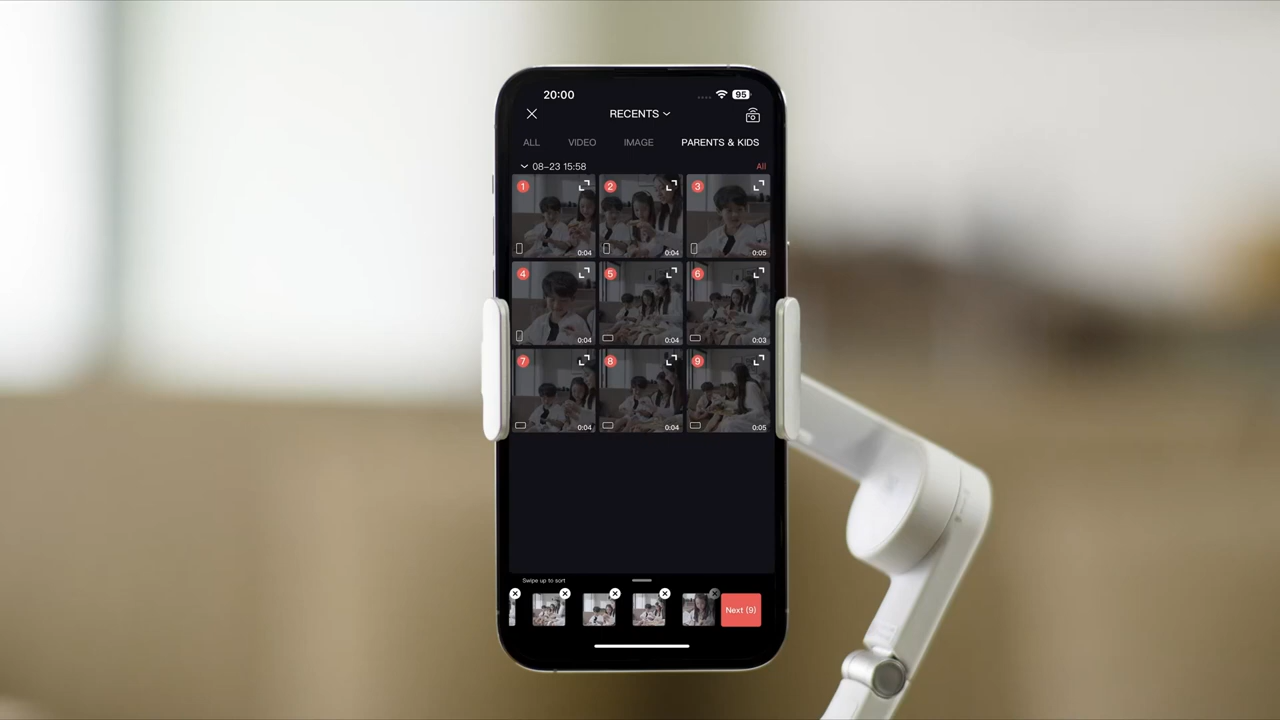 20:00 95
RECENTS
ALL VIDEO IMAGE PARENTS & KIDS
08-23 15:58 All
1 2 3
0:04 0:04 0:05
4 5 6
0:04 0:04 0:03
7 8 9
0:04 0:04 0:05
Swipe up to sort
Next (9)